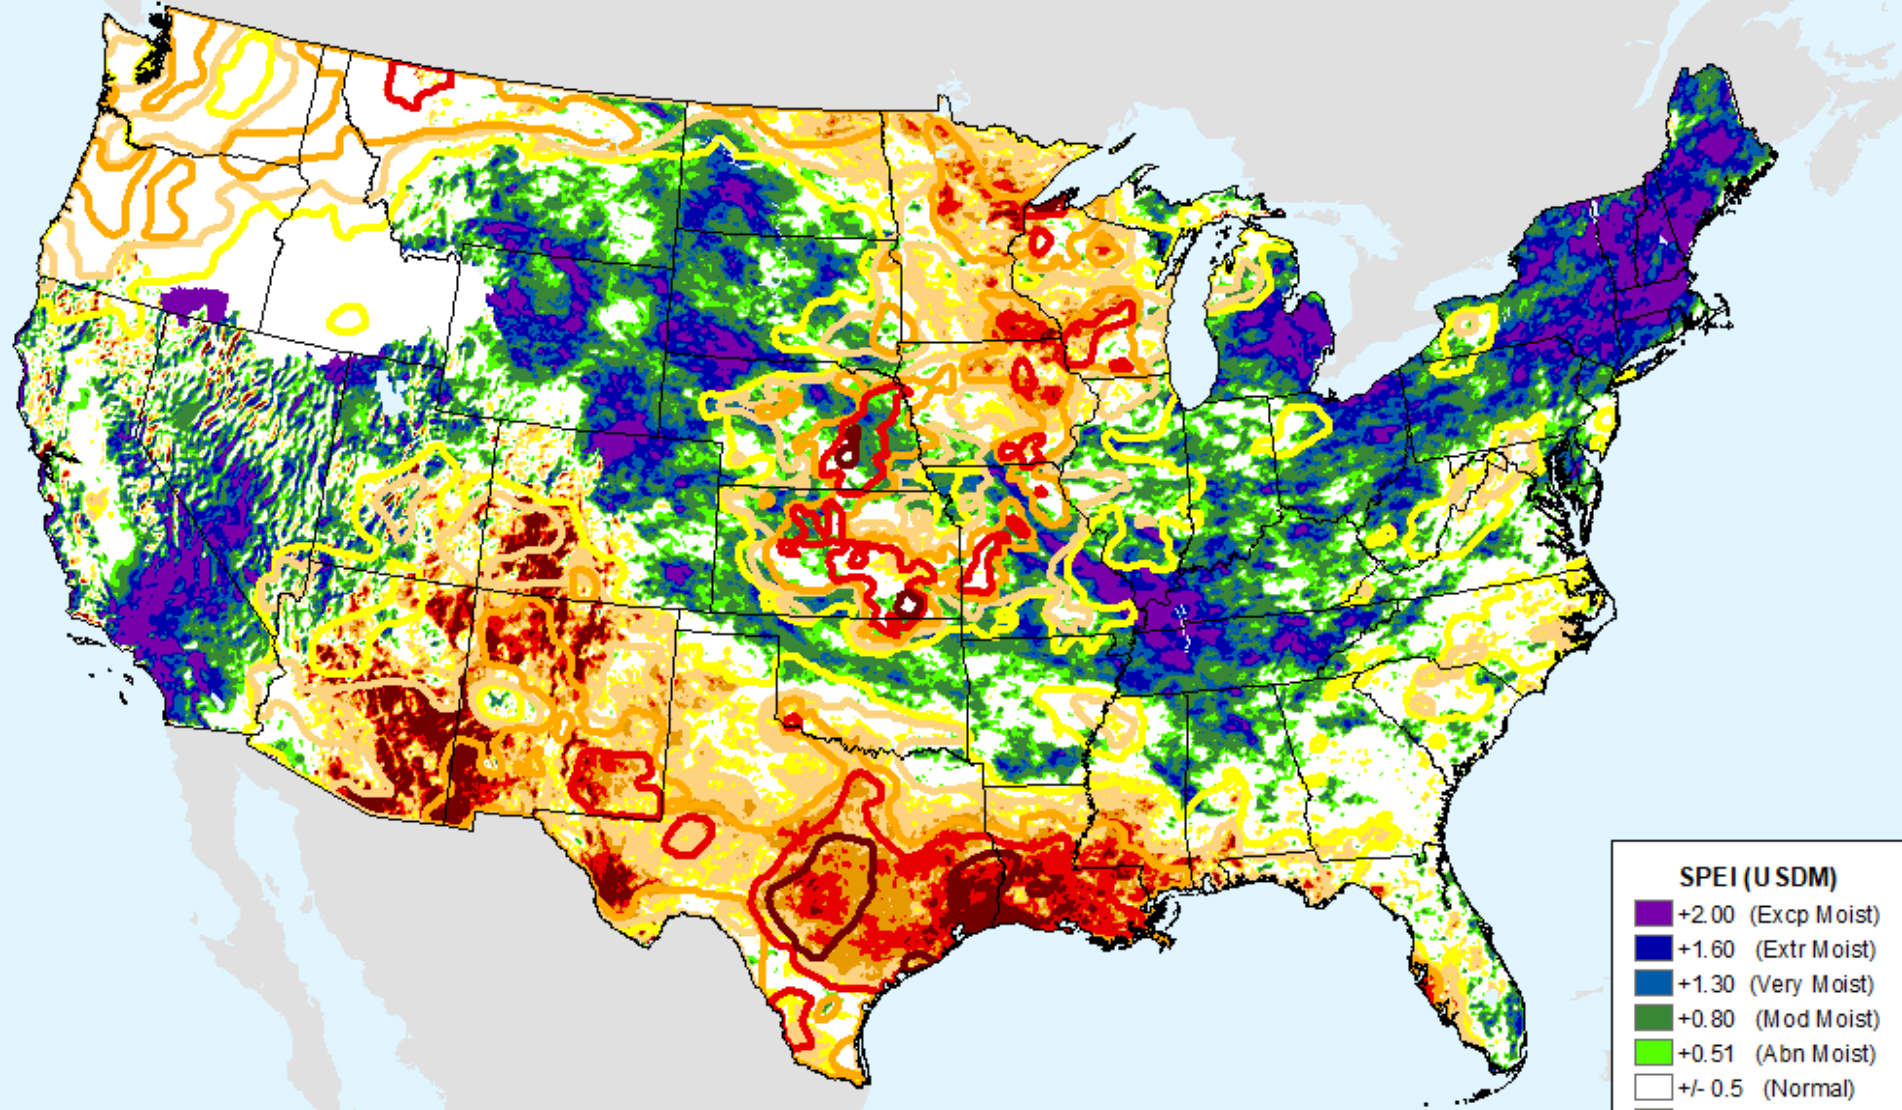 SPEI (USDM)
+2.00 (Excp Moist)
+1.60 (Extr Moist)
+1.30 (Very Moist)
+0.80 (Mod Moist)
+0.51 (Abn Moist)
+/- 0.5 (Normal)